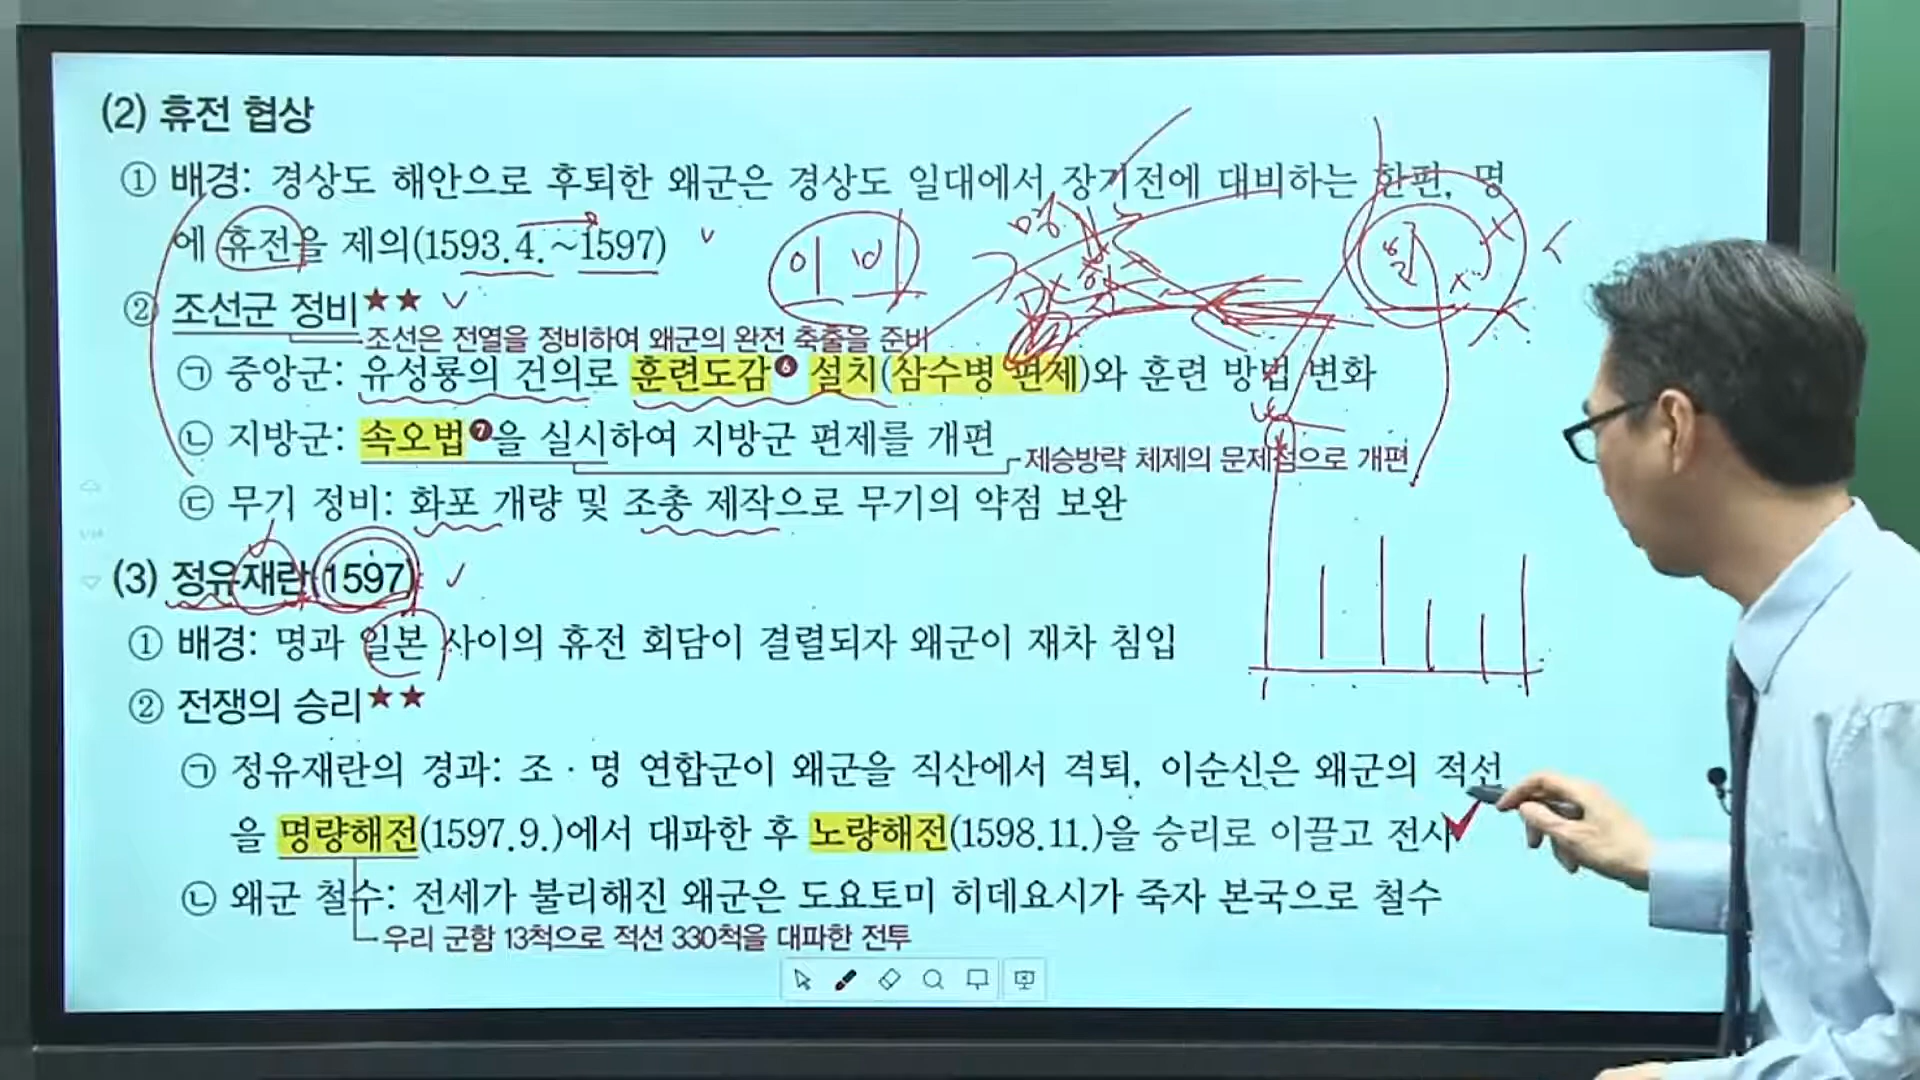 (2) 휴전 협상
① 배경: 경상도 해안으로 후퇴한 왜군은 경상도 일대에서 장기전에 대비하는 한편, 명
에 휴전을 제의(1593.4.~1597)
명
이 내
일
② 조선군 정비★★
조선은 전열을 정비하여 왜군의 완전 축출을 준비
㉠ 중앙군: 유성룡의 건의로 훈련도감❻ 설치(삼수병 편제)와 훈련 방법 변화
㉡ 지방군: 속오법❼을 실시하여 지방군 편제를 개편
제승방략 체제의 문제점으로 개편
㉢ 무기 정비: 화포 개량 및 조총 제작으로 무기의 약점 보완
(3) 정유재란(1597)
① 배경: 명과 일본 사이의 휴전 회담이 결렬되자 왜군이 재차 침입
② 전쟁의 승리★★
㉠ 정유재란의 경과: 조·명 연합군이 왜군을 직산에서 격퇴, 이순신은 왜군의 적선
을 명량해전(1597.9.)에서 대파한 후 노량해전(1598.11.)을 승리로 이끌고 전사
㉡ 왜군 철수: 전세가 불리해진 왜군은 도요토미 히데요시가 죽자 본국으로 철수
우리 군함 13척으로 적선 330척을 대파한 전투